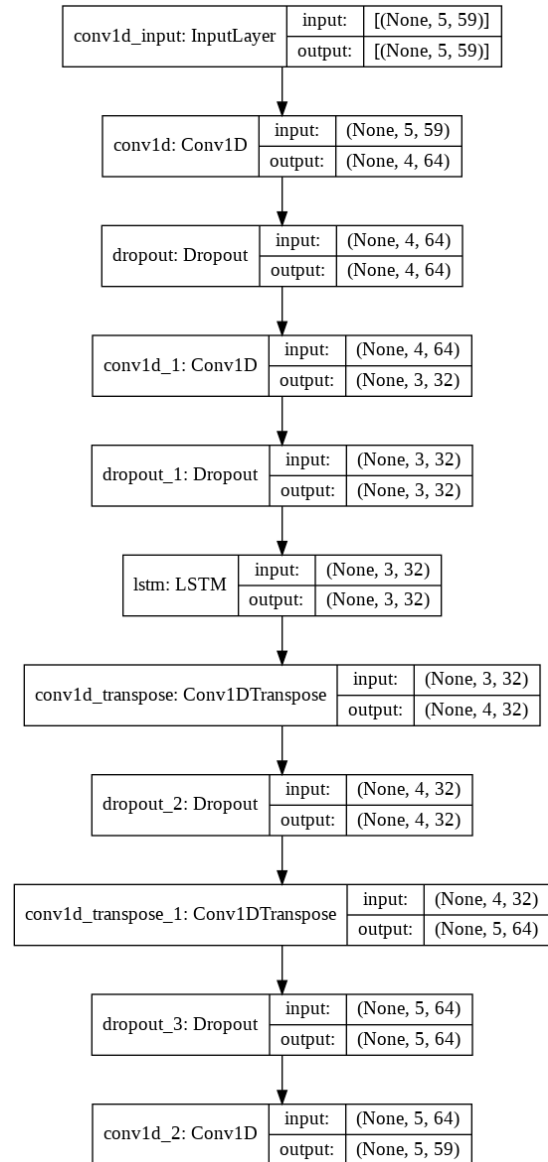 conv1d_input: InputLayer
input: [(None, 5, 59)]
output: [(None, 5, 59)]
conv1d: Conv1D
input: (None, 5, 59)
output: (None, 4, 64)
dropout: Dropout
input: (None, 4, 64)
output: (None, 4, 64)
conv1d_1: Conv1D
input: (None, 4, 64)
output: (None, 3, 32)
dropout_1: Dropout
input: (None, 3, 32)
output: (None, 3, 32)
lstm: LSTM
input: (None, 3, 32)
output: (None, 3, 32)
conv1d_transpose: Conv1DTranspose
input: (None, 3, 32)
output: (None, 4, 32)
dropout_2: Dropout
input: (None, 4, 32)
output: (None, 4, 32)
conv1d_transpose_1: Conv1DTranspose
input: (None, 4, 32)
output: (None, 5, 64)
dropout_3: Dropout
input: (None, 5, 64)
output: (None, 5, 64)
conv1d_2: Conv1D
input: (None, 5, 64)
output: (None, 5, 59)